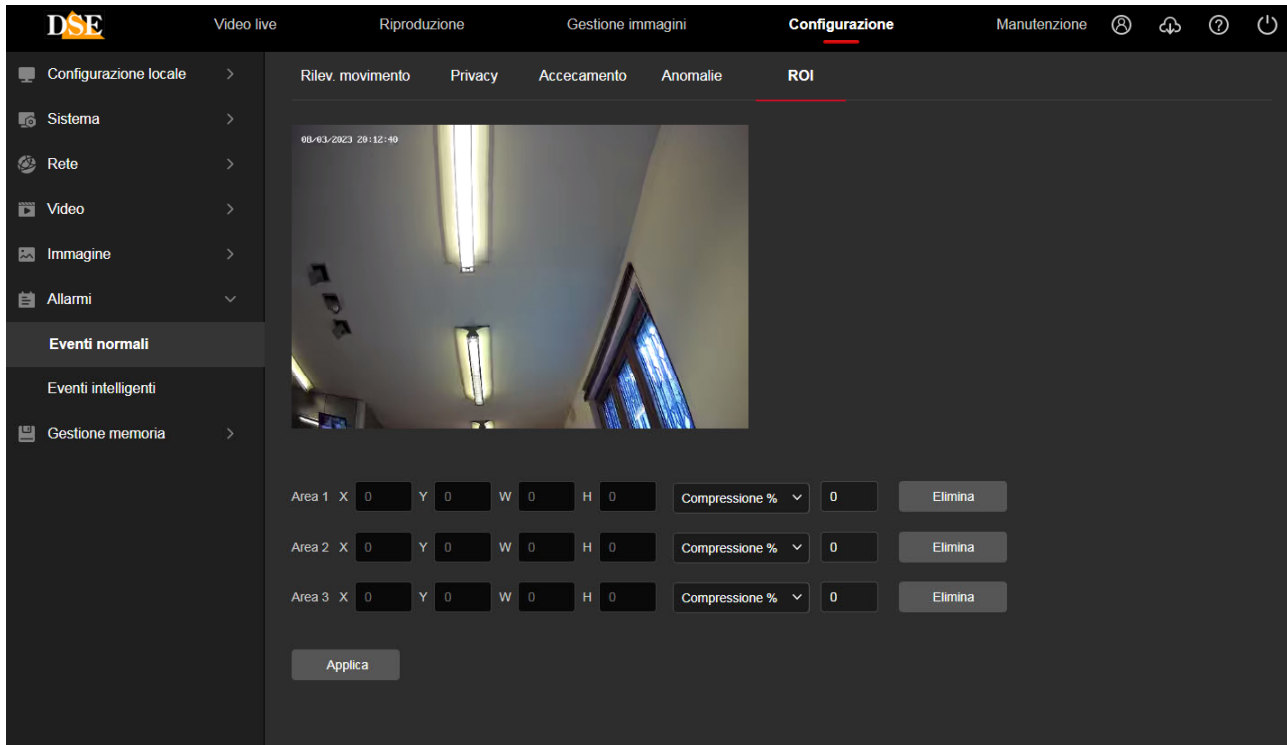 DSE Video live Riproduzione Gestione immagini Configurazione Manutenzione
Configurazione locale
Sistema
Rete
Video
Immagine
Allarmi
Eventi normali
Eventi intelligenti
Gestione memoria
Rilev. movimento Privacy Accecamento Anomalie ROI
08/03/2023 20:12:40
Area 1 X 0 Y 0 W 0 H 0 Compressione % 0 Elimina
Area 2 X 0 Y 0 W 0 H 0 Compressione % 0 Elimina
Area 3 X 0 Y 0 W 0 H 0 Compressione % 0 Elimina
Applica